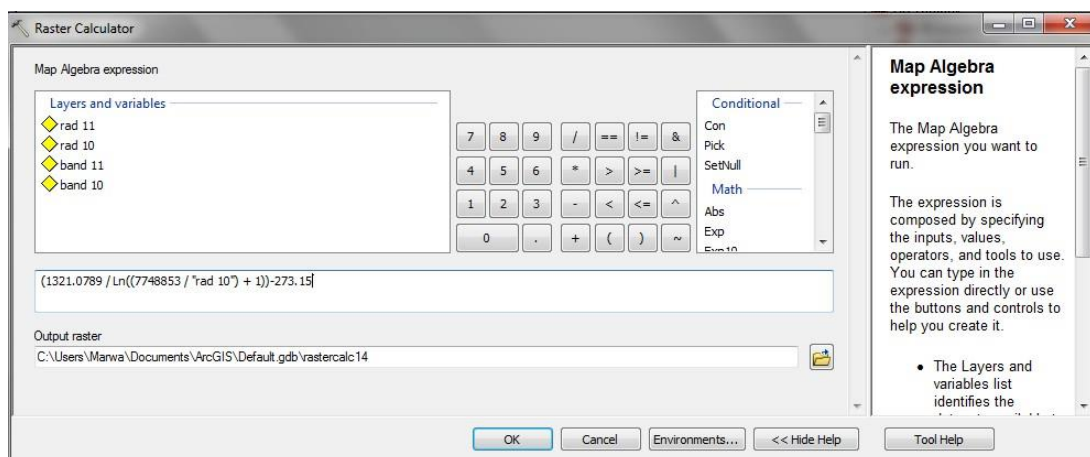 Raster Calculator
Map Algebra expression
Layers and variables
rad 11
rad 10
band 11
band 10
7 8 9 / == != &
4 5 6 * > >= |
1 2 3 - < <= ^
0 . + ( ) ~
Conditional
Con
Pick
SetNull
Math
Abs
Exp
Exp10
(1321.0789 / Ln((7748853 / "rad 10") + 1))-273.15
Output raster
C:\Users\Marwa\Documents\ArcGIS\Default.gdb\rastercalc14
OK Cancel Environments... << Hide Help Tool Help
Map Algebra
expression
The Map Algebra
expression you want to
run.
The expression is
composed by specifying
the inputs, values,
operators, and tools to use.
You can type in the
expression directly or use
the buttons and controls to
help you create it.
• The Layers and
variables list
identifies the